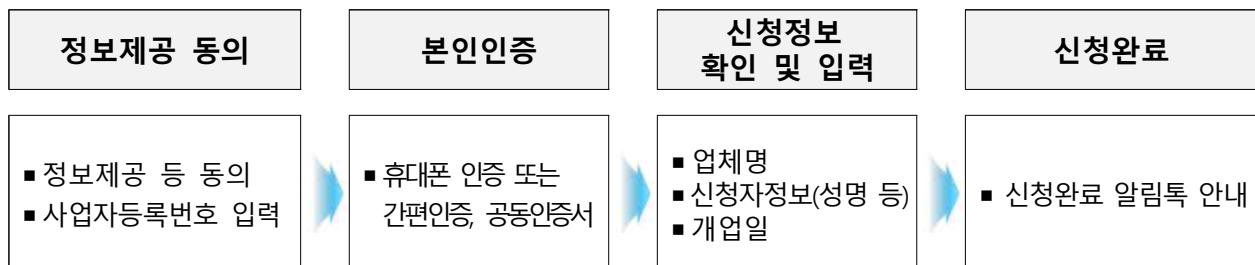 정보제공 동의
본인인증
신청정보
확인 및 입력
신청완료
▪ 정보제공 등 동의
▪ 사업자등록번호 입력
▪ 휴대폰 인증 또는
간편인증, 공동인증서
▪ 업체명
▪ 신청자정보(성명 등)
▪ 개업일
▪ 신청완료 알림톡 안내